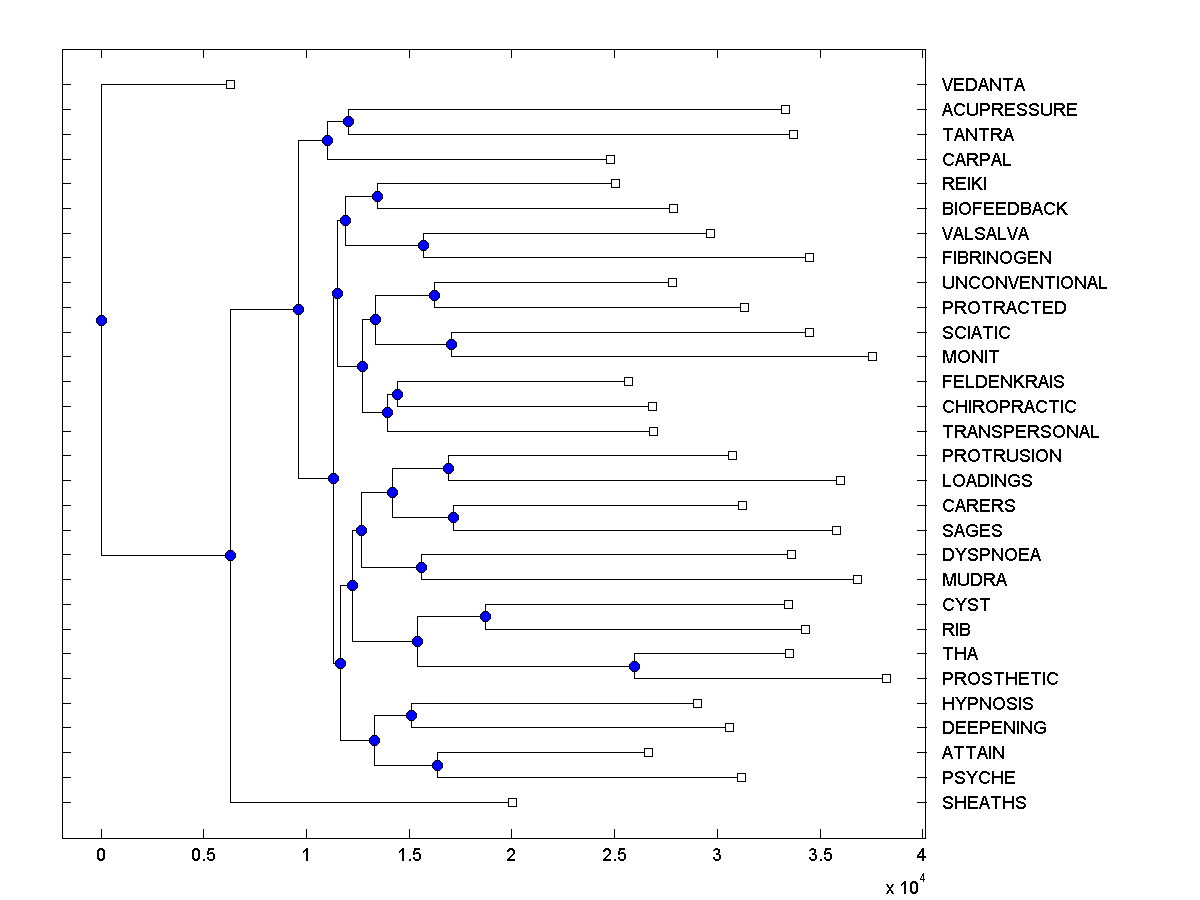 VEDANTA
ACUPRESSURE
TANTRA
CARPAL
REIKI
BIOFEEDBACK
VALSALVA
FIBRINOGEN
UNCONVENTIONAL
PROTRACTED
SCIATIC
MONIT
FELDENKRAIS
CHIROPRACTIC
TRANSPERSONAL
PROTRUSION
LOADINGS
CARERS
SAGES
DYSPNOEA
MUDRA
CYST
RIB
THA
PROSTHETIC
HYPNOSIS
DEEPENING
ATTAIN
PSYCHE
SHEATHS
0 0.5 1 1.5 2 2.5 3 3.5 4
x 10^4